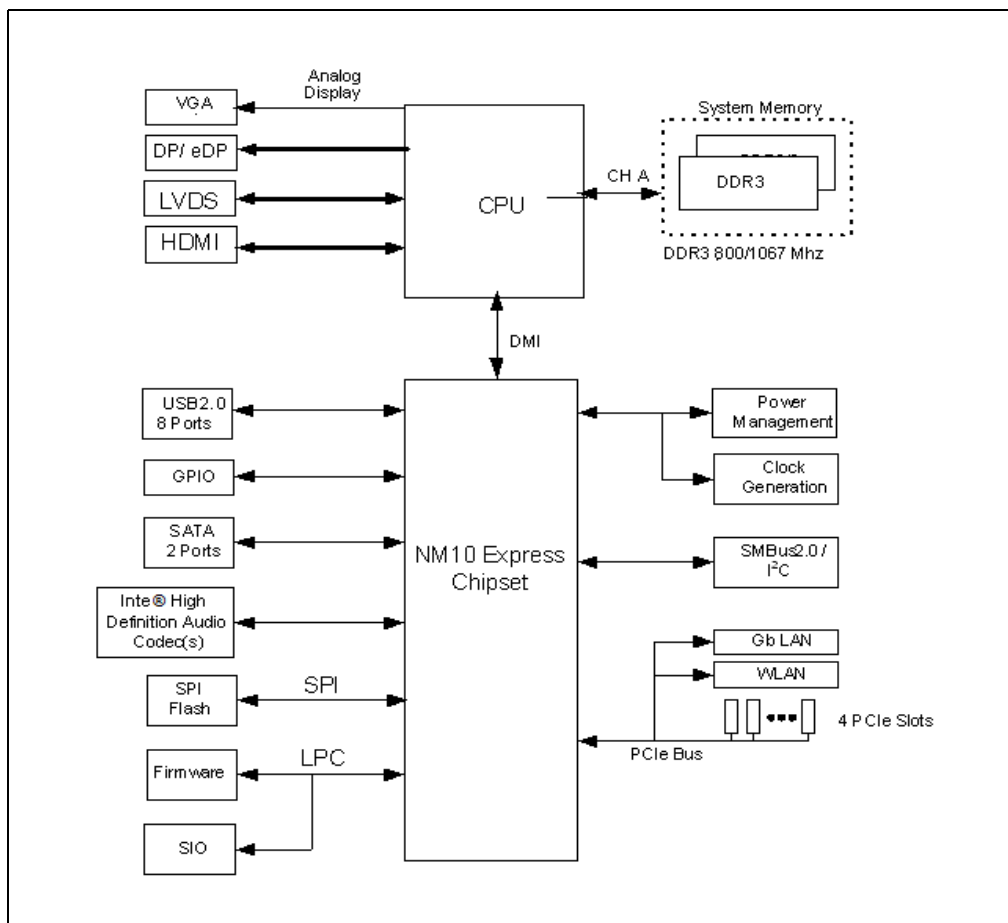 Analog
Display
VGA
DP/ eDP
LVDS
HDMI
CPU
CH A
System Memory
DDR3
DDR3 800/1067 Mhz
DMI
USB2.0
8 Ports
GPIO
SATA
2 Ports
Inte® High
Definition Audio
Codec(s)
SPI
Flash
SPI
Firmware
LPC
SIO
NM10 Express
Chipset
Power
Management
Clock
Generation
SMBus2.0 /
I²C
Gb LAN
WLAN
4 PCIe Slots
PCIe Bus